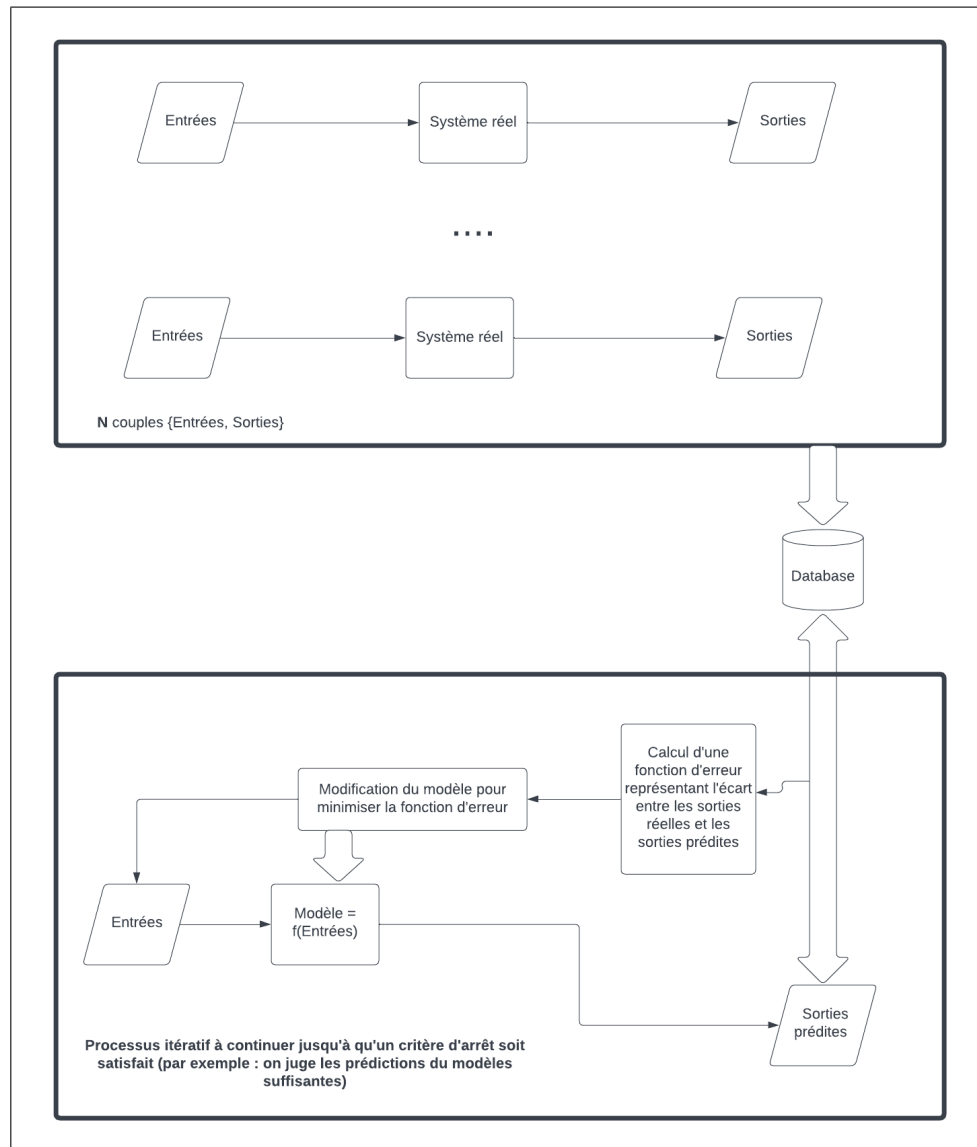 Entrées
Système réel
Sorties
....
Entrées
Système réel
Sorties
N couples {Entrées, Sorties}
Database
Calcul d'une
fonction d'erreur
représentant l'écart
entre les sorties
réelles et les
sorties prédites
Modification du modèle pour
minimiser la fonction d'erreur
Entrées
Modèle =
f(Entrées)
Sorties
prédites
Processus itératif à continuer jusqu'à qu'un critère d'arrêt soit
satisfait (par exemple : on juge les prédictions du modèles
suffisantes)